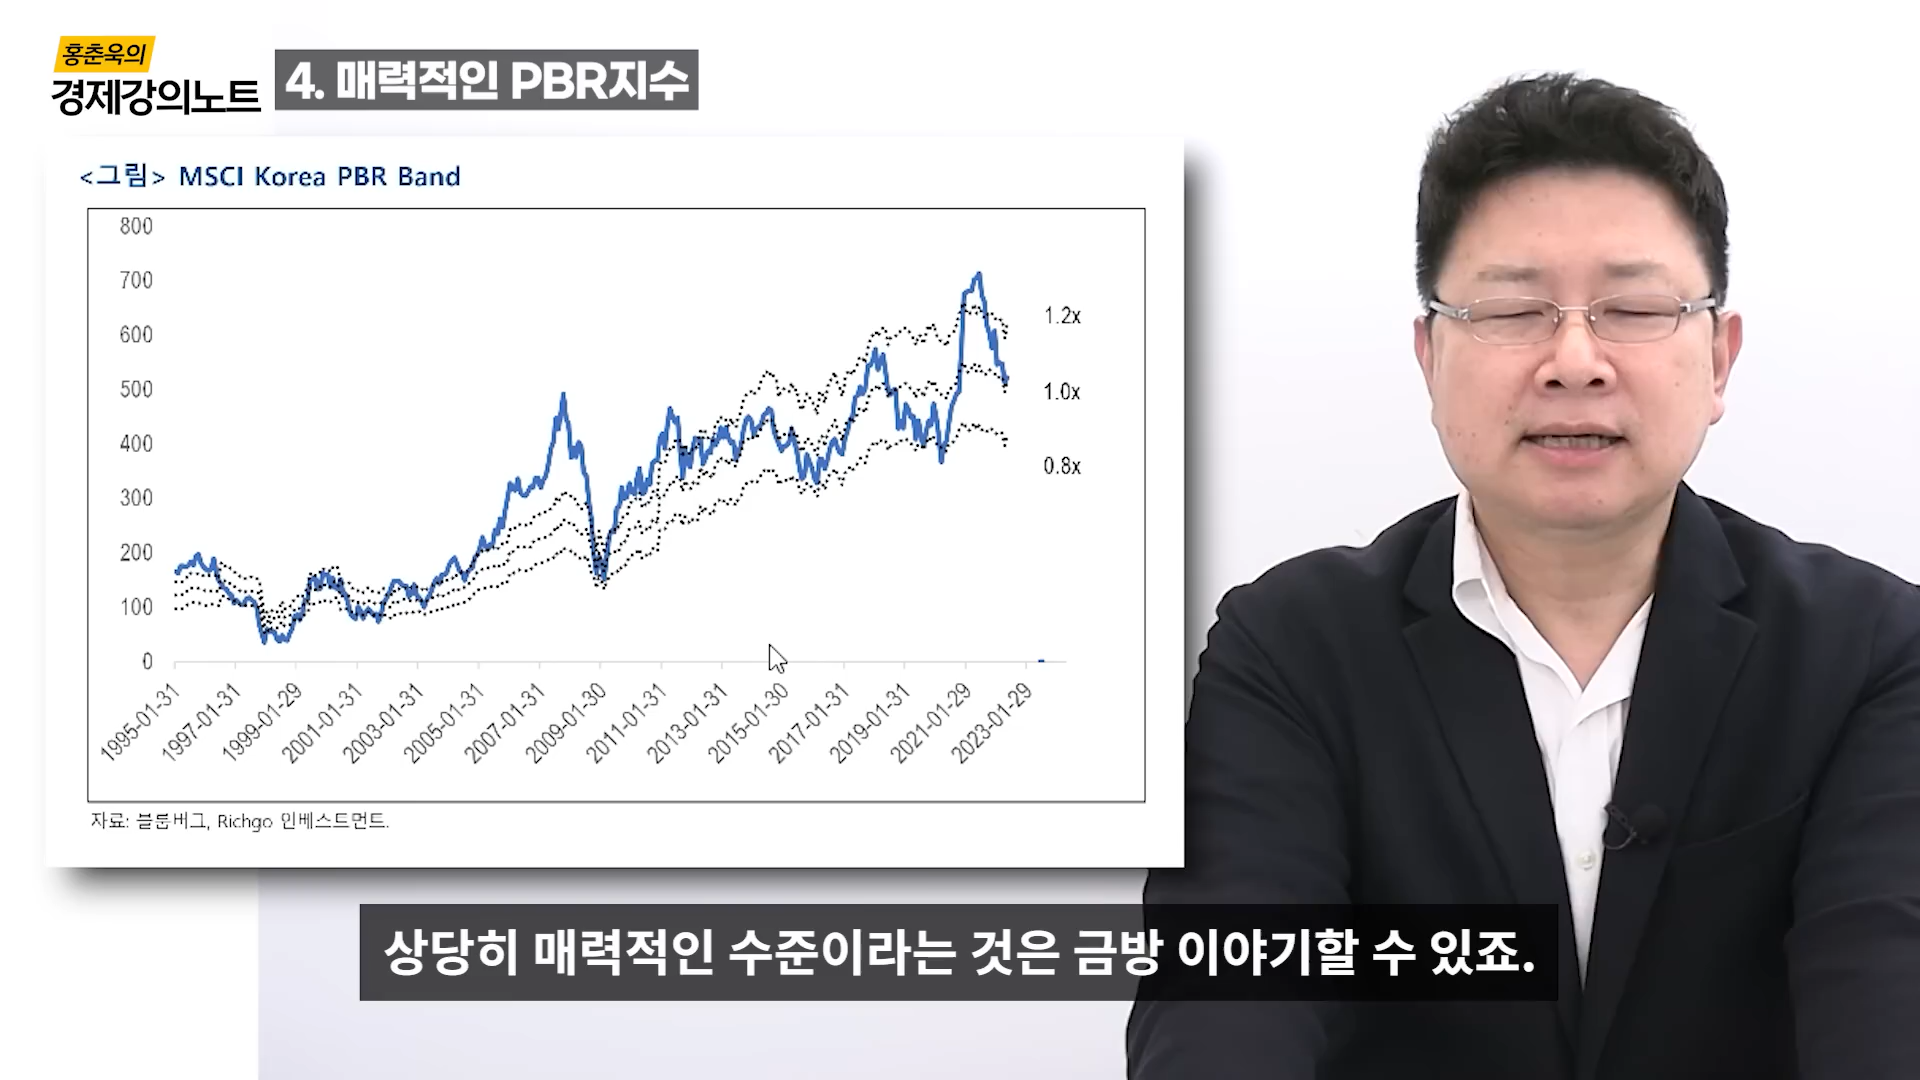 홍춘욱의
경제강의노트
4. 매력적인 PBR지수
<그림> MSCI Korea PBR Band
800
700
600
500
400
300
200
100
0
1.2x
1.0x
0.8x
1995-01-31
1997-01-31
1999-01-29
2001-01-31
2003-01-31
2005-01-31
2007-01-31
2009-01-30
2011-01-31
2013-01-31
2015-01-30
2017-01-31
2019-01-31
2021-01-29
2023-01-29
자료: 블룸버그, Richgo 인베스트먼트.
상당히 매력적인 수준이라는 것은 금방 이야기할 수 있죠.